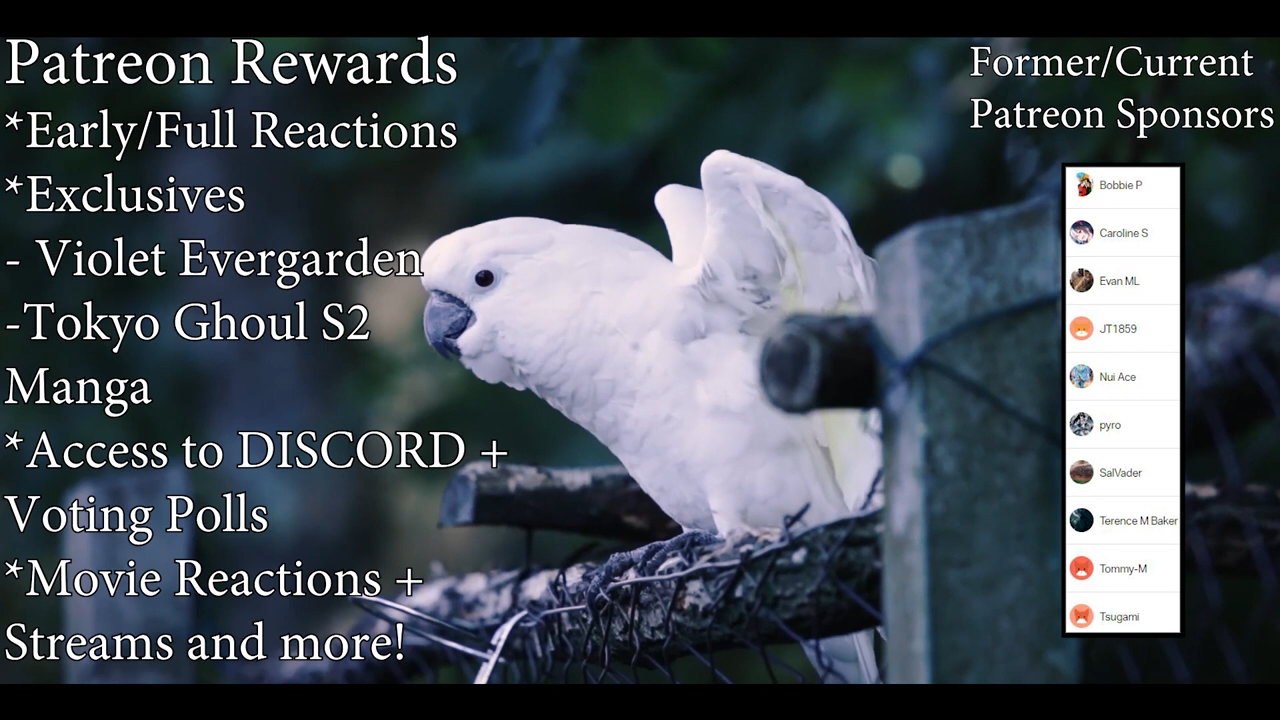 Patreon Rewards
*Early/Full Reactions
*Exclusives
- Violet Evergarden
-Tokyo Ghoul S2
Manga
*Access to DISCORD +
Voting Polls
*Movie Reactions +
Streams and more!
Former/Current
Patreon Sponsors
Bobbie P
Caroline S
Evan ML
JT1859
Nui Ace
pyro
SalVader
Terence M Baker
Tommy-M
Tsugami